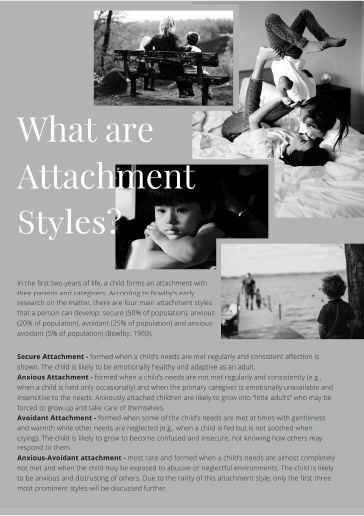 What are
Attachment
Styles?
In the first two years of life, a child forms an attachment with
their parents and caregivers. According to Bowlby's early
research on the matter, there are four main attachment styles
that a person can develop: secure (50% of population), anxious
(20% of population), avoidant (25% of population) and anxious-
avoidant (5% of population) (Bowlby, 1969).
Secure Attachment - formed when a child's needs are met regularly and consistent affection is
shown. The child is likely to be emotionally healthy and adaptive as an adult.
Anxious Attachment - formed when a child's needs are not met regularly and consistently (e.g.,
when a child is held only occasionally) and when the primary caregiver is emotionally unavailable and
insensitive to the needs. Anxiously attached children are likely to grow into "little adults" who may be
forced to grow up and take care of themselves.
Avoidant Attachment - formed when some of the child's needs are met at times with gentleness
and warmth while other needs are neglected (e.g., when a child is fed but is not soothed when
crying). The child is likely to grow to become confused and insecure, not knowing how others may
respond to them.
Anxious-Avoidant attachment - most rare and formed when a child's needs are almost completely
not met and when the child may be exposed to abusive or neglectful environments. The child is likely
to be anxious and distrusting of others. Due to the rarity of this attachment style, only the first three
most prominent styles will be discussed further.